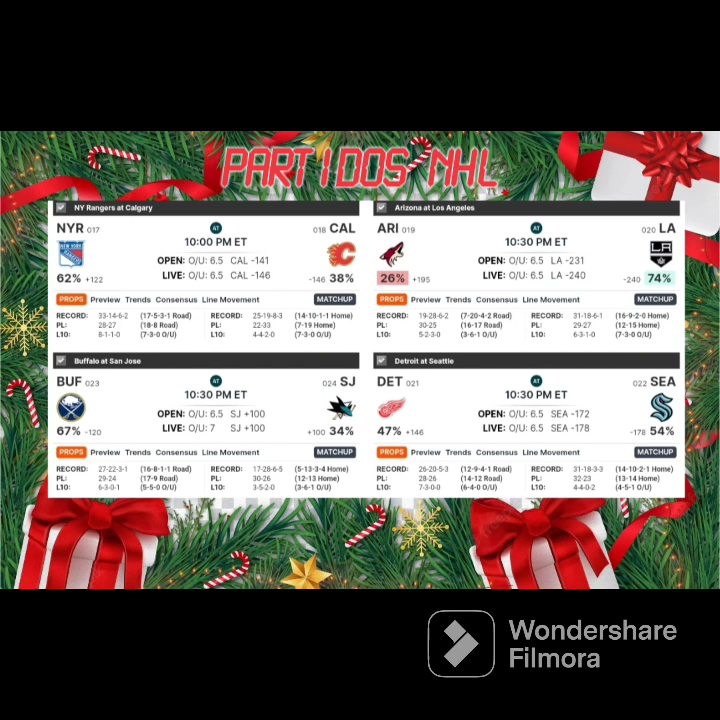 PARTIDOS NHL
NY Rangers at Calgary
NYR 017 AT 018 CAL
10:00 PM ET
OPEN: O/U: 6.5 CAL -141
LIVE: O/U: 6.5 CAL -146
62% +122 -146 38%
PROPS Preview Trends Consensus Line Movement MATCHUP
RECORD: 33-14-6-2 (17-5-3-1 Road) RECORD: 25-19-8-3 (14-10-1-1 Home)
PL: 28-27 (18-8 Road) PL: 22-33 (7-19 Home)
L10: 8-1-1-0 (7-3-0 O/U) L10: 4-4-2-0 (7-3-0 O/U)
Arizona at Los Angeles
ARI 019 AT 020 LA
10:30 PM ET
OPEN: O/U: 6.5 LA -231
LIVE: O/U: 6.5 LA -240
26% +195 -240 74%
PROPS Preview Trends Consensus Line Movement MATCHUP
RECORD: 19-28-6-2 (7-20-4-2 Road) RECORD: 31-18-6-1 (16-9-2-0 Home)
PL: 30-25 (16-17 Road) PL: 29-27 (12-15 Home)
L10: 5-2-3-0 (3-6-1 O/U) L10: 6-3-1-0 (7-3-0 O/U)
Buffalo at San Jose
BUF 023 AT 024 SJ
10:30 PM ET
OPEN: O/U: 6.5 SJ +100
LIVE: O/U: 7 SJ +100
67% -120 +100 34%
PROPS Preview Trends Consensus Line Movement MATCHUP
RECORD: 27-22-3-1 (16-8-1-1 Road) RECORD: 17-28-6-5 (5-13-3-4 Home)
PL: 29-24 (17-9 Road) PL: 30-26 (12-13 Home)
L10: 6-3-0-1 (5-5-0 O/U) L10: 3-5-2-0 (3-6-1 O/U)
Detroit at Seattle
DET 021 AT 022 SEA
10:30 PM ET
OPEN: O/U: 6.5 SEA -172
LIVE: O/U: 6.5 SEA -178
47% +146 -178 54%
PROPS Preview Trends Consensus Line Movement MATCHUP
RECORD: 26-20-5-3 (12-9-4-1 Road) RECORD: 31-18-3-3 (14-10-2-1 Home)
PL: 28-26 (14-12 Road) PL: 32-23 (13-14 Home)
L10: 7-3-0-0 (6-4-0 O/U) L10: 4-4-0-2 (4-5-1 O/U)
Wondershare
Filmora